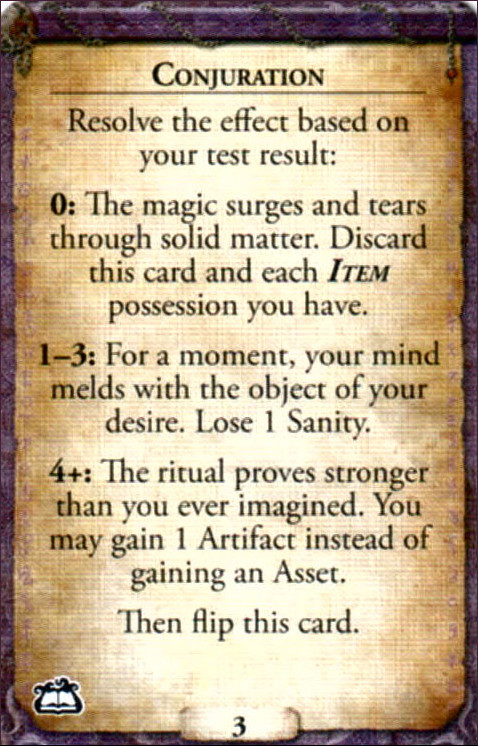 CONJURATION
Resolve the effect based on
your test result:
0: The magic surges and tears
through solid matter. Discard
this card and each ITEM
possession you have.
1–3: For a moment, your mind
melds with the object of your
desire. Lose 1 Sanity.
4+: The ritual proves stronger
than you ever imagined. You
may gain 1 Artifact instead of
gaining an Asset.
Then flip this card.
3